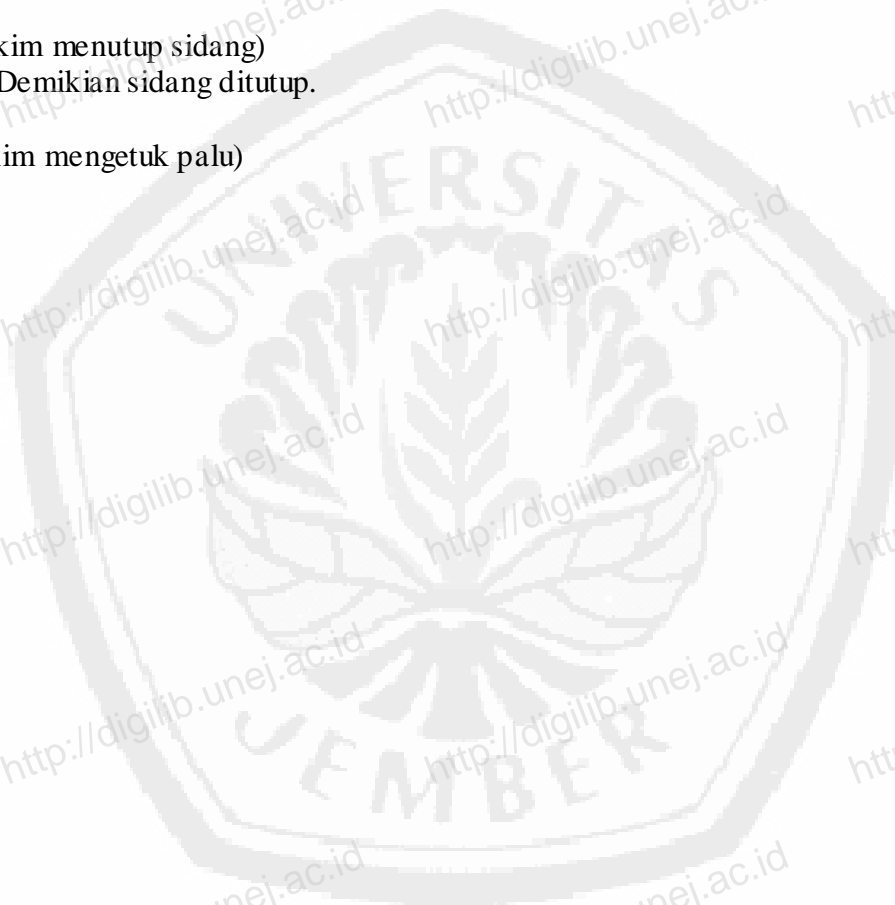 kim menutup sidang)
Demikian sidang ditutup.
im mengetuk palu)
UNIVERSITAS
JEMBER
http://digilib.unej.ac.id
http://digilib.unej.ac.id
http://digilib.unej.ac.id
http://digilib.unej.ac.id
http://digilib.unej.ac.id
http://digilib.unej.ac.id
http://digilib.unej.ac.id
http://digilib.unej.ac.id